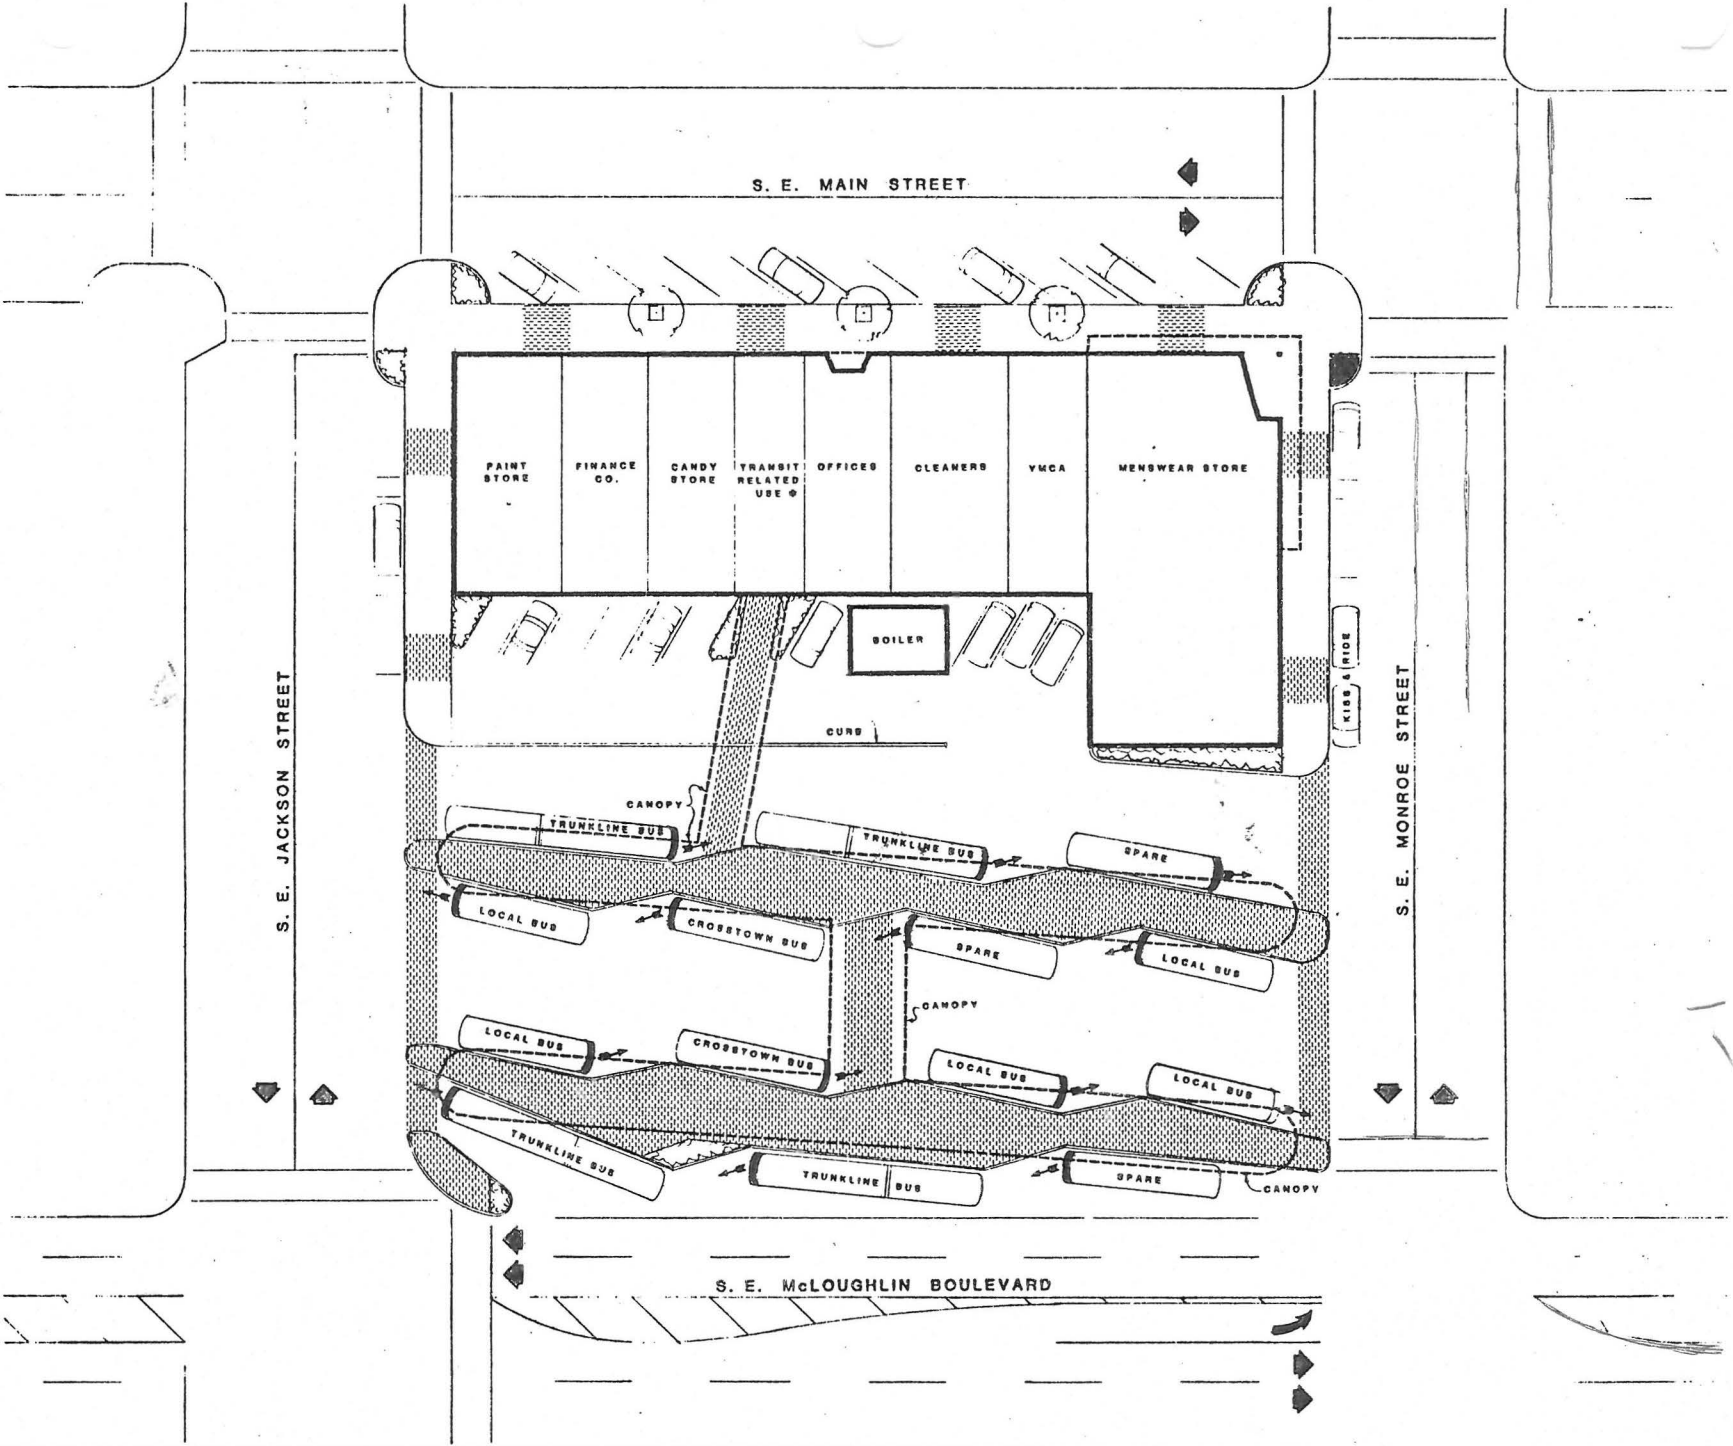 S. E. MAIN STREET
PAINT
STORE
FINANCE
CO.
CANDY
STORE
TRANSIT
RELATED
USE
OFFICES
CLEANERS
YMCA
MENSWEAR STORE
BOILER
KISS & RIDE
S. E. JACKSON STREET
S. E. MONROE STREET
CURB
CANOPY
TRUNKLINE BUS
TRUNKLINE BUS
SPARE
LOCAL BUS
CROSSTOWN BUS
SPARE
LOCAL BUS
CANOPY
LOCAL BUS
CROSSTOWN BUS
LOCAL BUS
LOCAL BUS
TRUNKLINE BUS
TRUNKLINE BUS
SPARE
CANOPY
S. E. McLOUGHLIN BOULEVARD